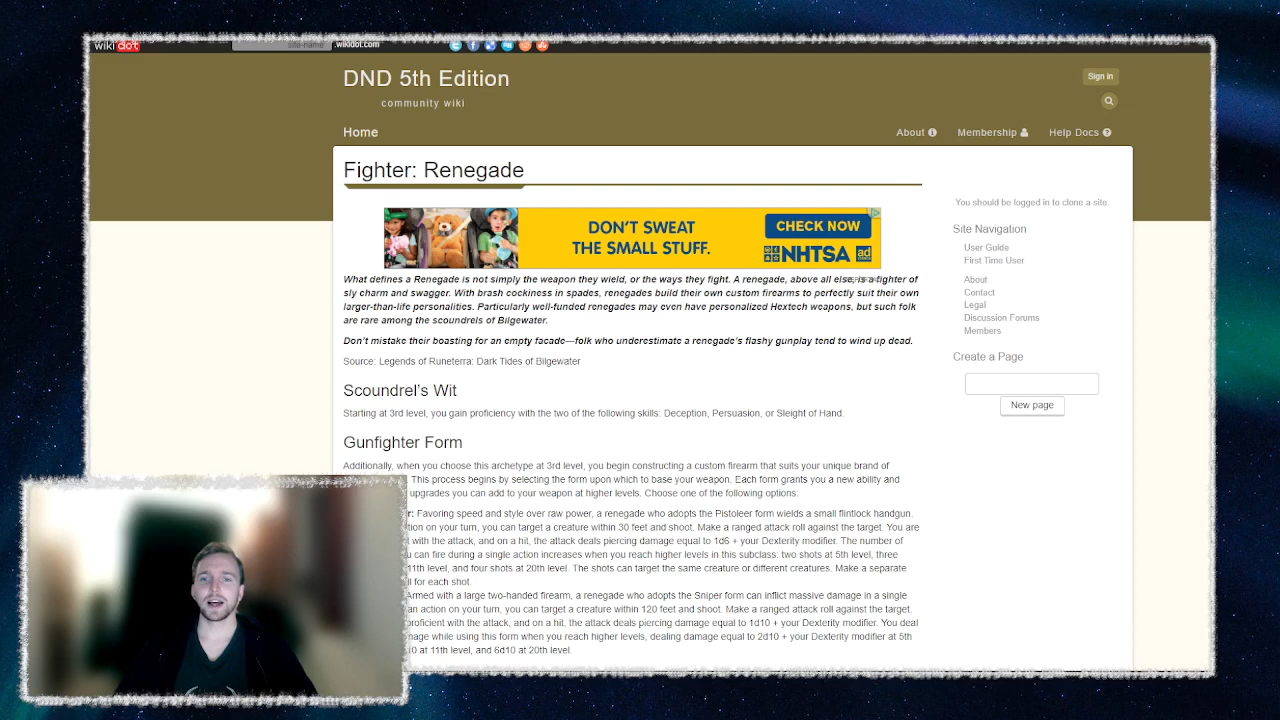 wikidot
site-name .wikidot.com
DND 5th Edition
Sign in
community wiki
Home
About
Membership
Help Docs
Fighter: Renegade
You should be logged in to clone a site.
DON'T SWEAT
THE SMALL STUFF.
CHECK NOW
NHTSA
ad
Site Navigation
User Guide
First Time User
About
Contact
Legal
Discussion Forums
Members
Create a Page
New page
What defines a Renegade is not simply the weapon they wield, or the ways they fight. A renegade, above all else, is a fighter of
sly charm and swagger. With brash cockiness in spades, renegades build their own custom firearms to perfectly suit their own
larger-than-life personalities. Particularly well-funded renegades may even have personalized Hextech weapons, but such folk
are rare among the scoundrels of Bilgewater.
Don't mistake their boasting for an empty facade—folk who underestimate a renegade's flashy gunplay tend to wind up dead.
Source: Legends of Runeterra: Dark Tides of Bilgewater
Scoundrel's Wit
Starting at 3rd level, you gain proficiency with the two of the following skills: Deception, Persuasion, or Sleight of Hand.
Gunfighter Form
Additionally, when you choose this archetype at 3rd level, you begin constructing a custom firearm that suits your unique brand of
This process begins by selecting the form upon which to base your weapon. Each form grants you a new ability and
upgrades you can add to your weapon at higher levels. Choose one of the following options:
r: Favoring speed and style over raw power, a renegade who adopts the Pistoleer form wields a small flintlock handgun.
tion on your turn, you can target a creature within 30 feet and shoot. Make a ranged attack roll against the target. You are
t with the attack, and on a hit, the attack deals piercing damage equal to 1d6 + your Dexterity modifier. The number of
u can fire during a single action increases when you reach higher levels in this subclass: two shots at 5th level, three
11th level, and four shots at 20th level. The shots can target the same creature or different creatures. Make a separate
ll for each shot.
Armed with a large two-handed firearm, a renegade who adopts the Sniper form can inflict massive damage in a single
an action on your turn, you can target a creature within 120 feet and shoot. Make a ranged attack roll against the target.
roficient with the attack, and on a hit, the attack deals piercing damage equal to 1d10 + your Dexterity modifier. You deal
mage while using this form when you reach higher levels, dealing damage equal to 2d10 + your Dexterity modifier at 5th
10 at 11th level, and 6d10 at 20th level.